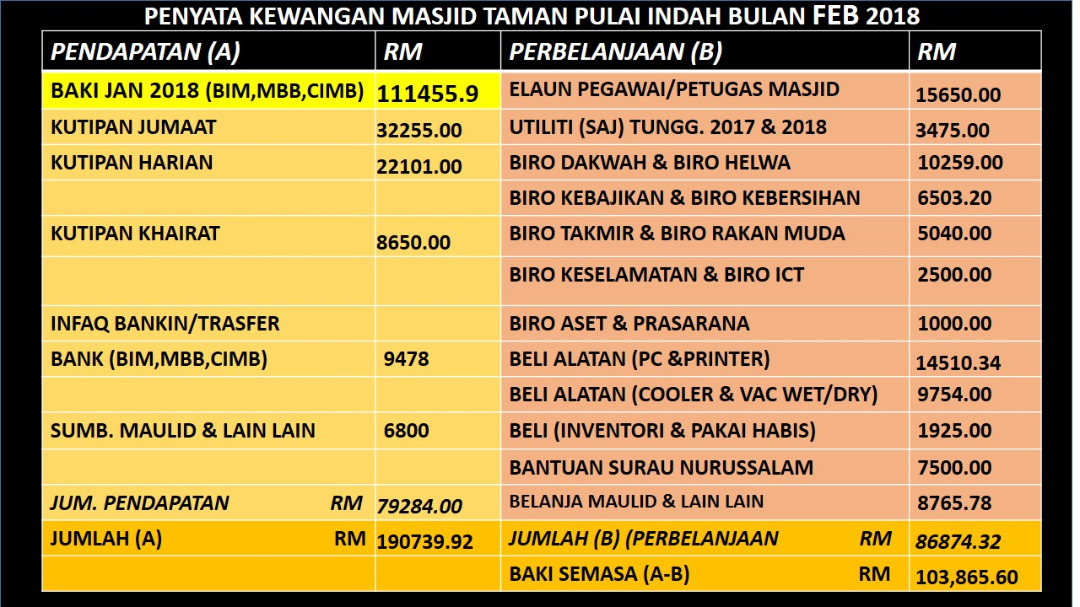 PENYATA KEWANGAN MASJID TAMAN PULAI INDAH BULAN FEB 2018
PENDAPATAN (A) RM PERBELANJAAN (B) RM
BAKI JAN 2018 (BIM,MBB,CIMB) 111455.9 ELAUN PEGAWAI/PETUGAS MASJID 15650.00
KUTIPAN JUMAAT 32255.00 UTILITI (SAJ) TUNGG. 2017 & 2018 3475.00
KUTIPAN HARIAN 22101.00 BIRO DAKWAH & BIRO HELWA 10259.00
BIRO KEBAJIKAN & BIRO KEBERSIHAN 6503.20
KUTIPAN KHAIRAT 8650.00 BIRO TAKMIR & BIRO RAKAN MUDA 5040.00
BIRO KESELAMATAN & BIRO ICT 2500.00
INFAQ BANKIN/TRASFER BIRO ASET & PRASARANA 1000.00
BANK (BIM,MBB,CIMB) 9478 BELI ALATAN (PC &PRINTER) 14510.34
BELI ALATAN (COOLER & VAC WET/DRY) 9754.00
SUMB. MAULID & LAIN LAIN 6800 BELI (INVENTORI & PAKAI HABIS) 1925.00
BANTUAN SURAU NURUSSALAM 7500.00
JUM. PENDAPATAN RM 79284.00 BELANJA MAULID & LAIN LAIN 8765.78
JUMLAH (A) RM 190739.92 JUMLAH (B) (PERBELANJAAN RM 86874.32
BAKI SEMASA (A-B) RM 103,865.60